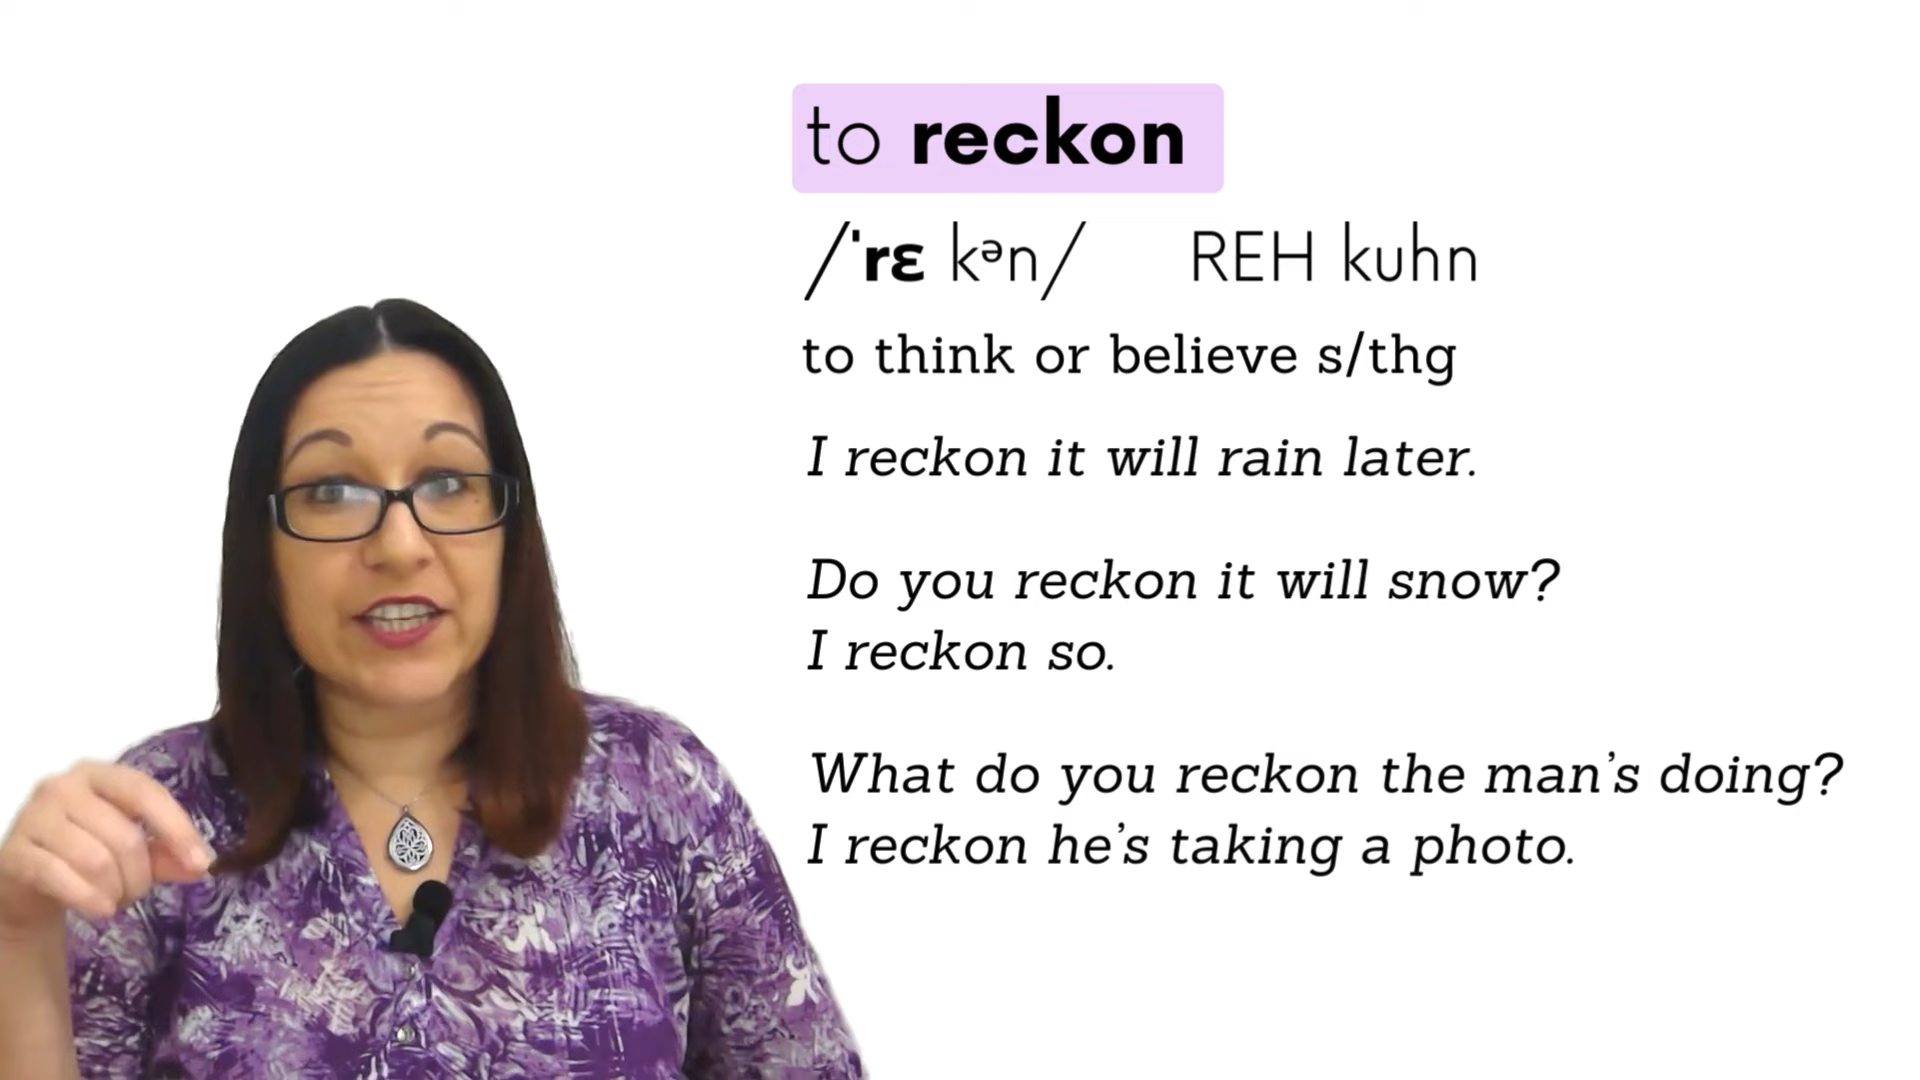 to reckon
/ˈrɛ kᵊn/ REH kuhn
to think or believe s/thg
I reckon it will rain later.
Do you reckon it will snow?
I reckon so.
What do you reckon the man’s doing?
I reckon he’s taking a photo.